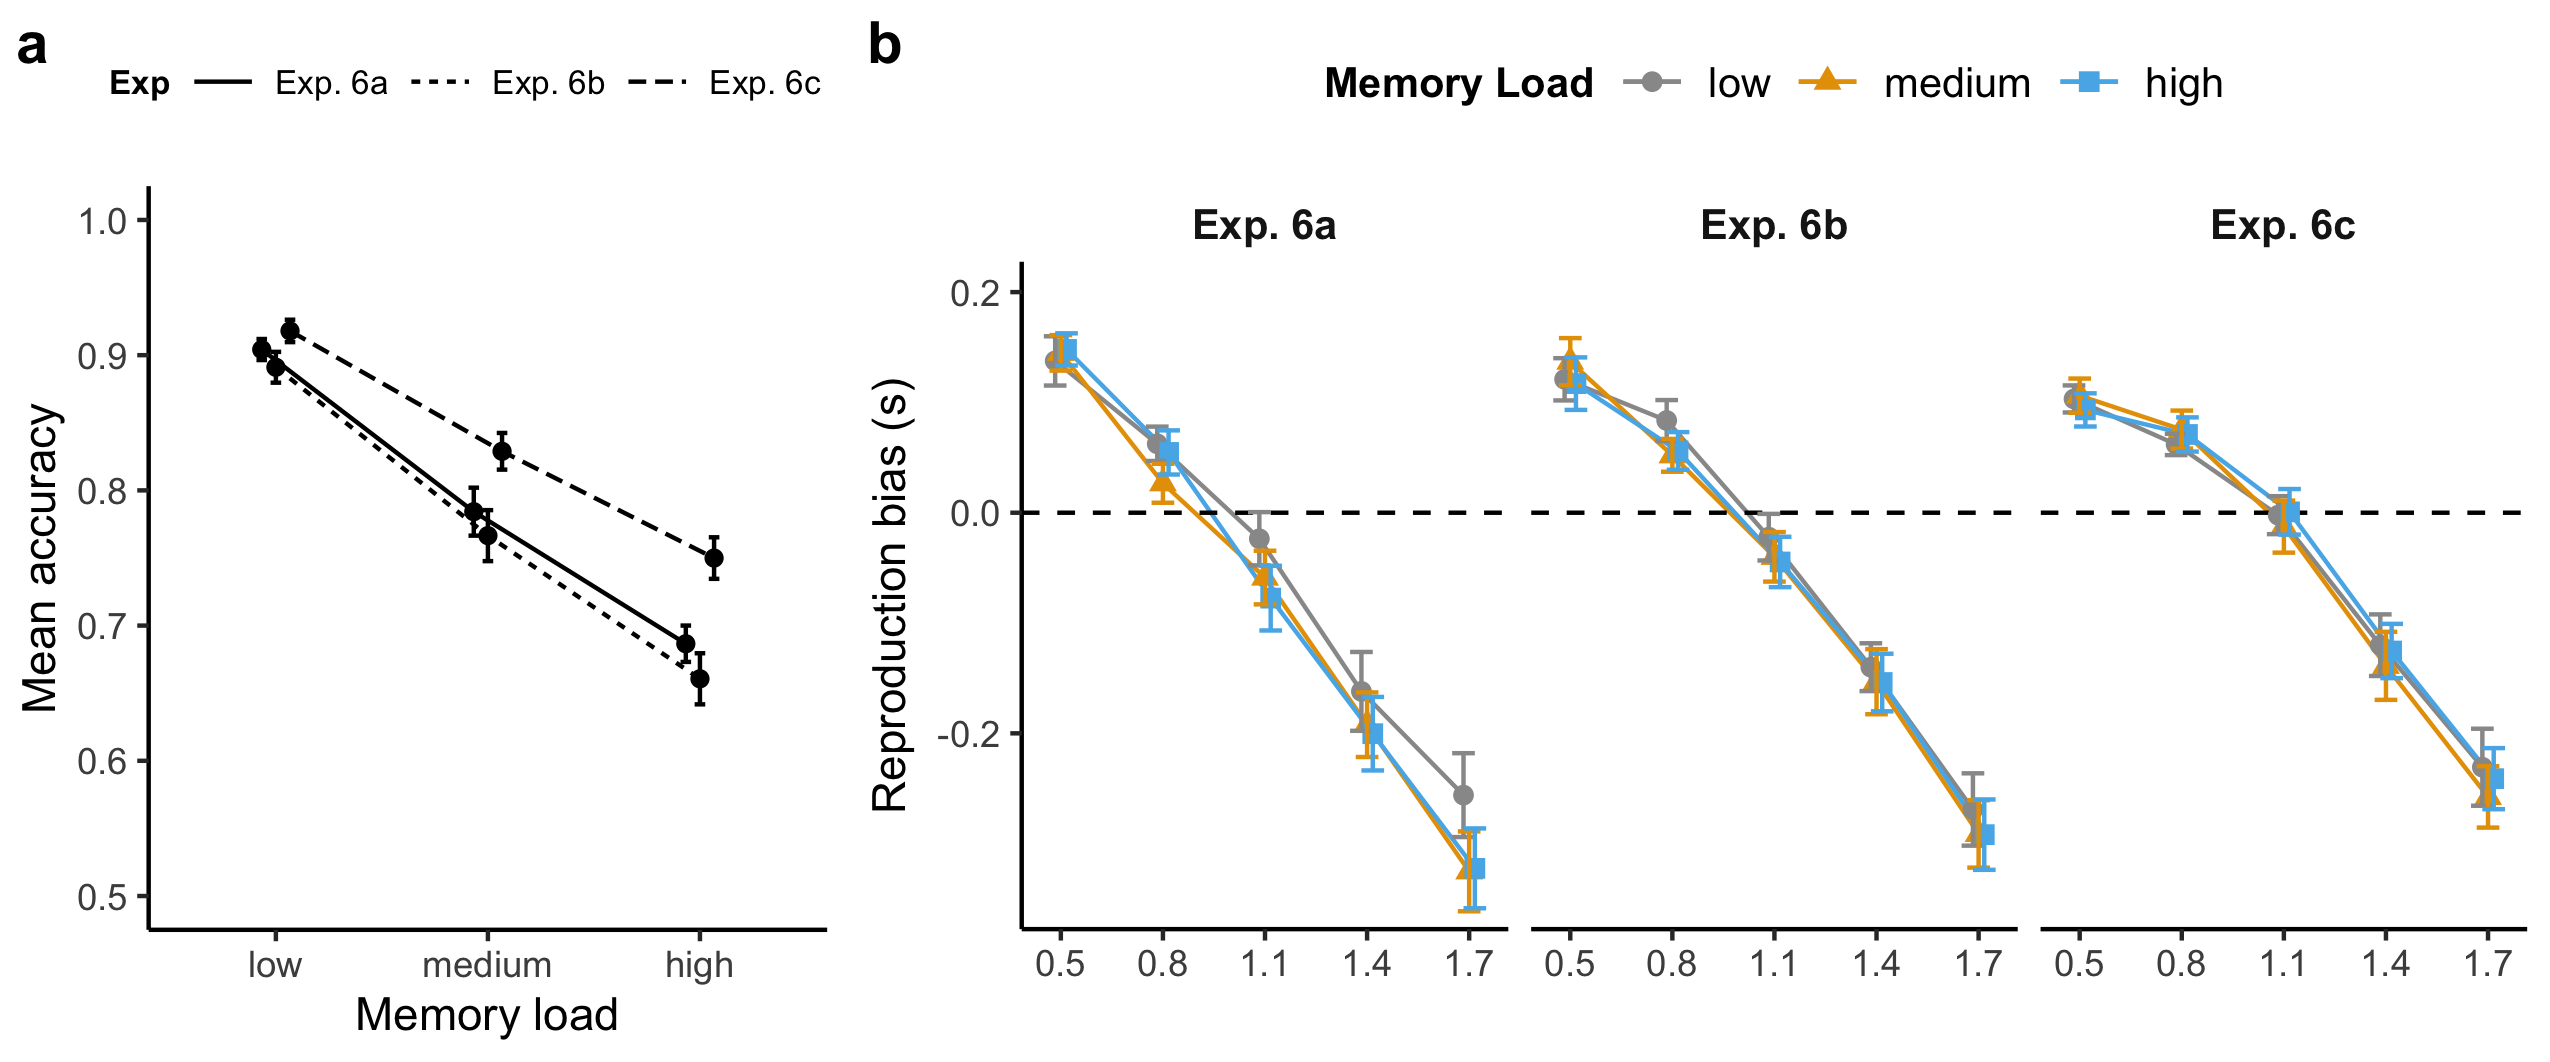 a
Exp Exp. 6a Exp. 6b Exp. 6c
1.0
0.9
0.8
0.7
0.6
0.5
Mean accuracy
low medium high
Memory load
b
Memory Load low medium high
Exp. 6a Exp. 6b Exp. 6c
0.2
0.0
-0.2
Reproduction bias (s)
0.5 0.8 1.1 1.4 1.7 0.5 0.8 1.1 1.4 1.7 0.5 0.8 1.1 1.4 1.7